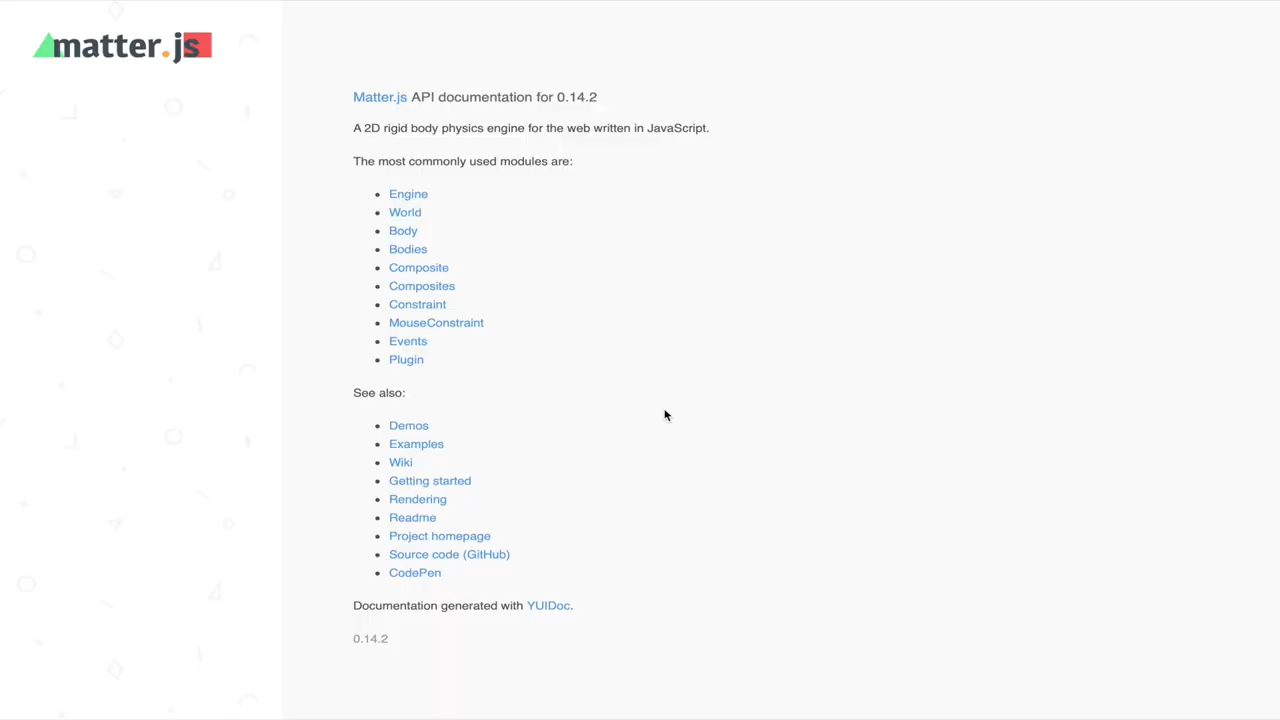 matter.js
Matter.js API documentation for 0.14.2
A 2D rigid body physics engine for the web written in JavaScript.
The most commonly used modules are:
Engine
World
Body
Bodies
Composite
Composites
Constraint
MouseConstraint
Events
Plugin
See also:
Demos
Examples
Wiki
Getting started
Rendering
Readme
Project homepage
Source code (GitHub)
CodePen
Documentation generated with YUIDoc.
0.14.2